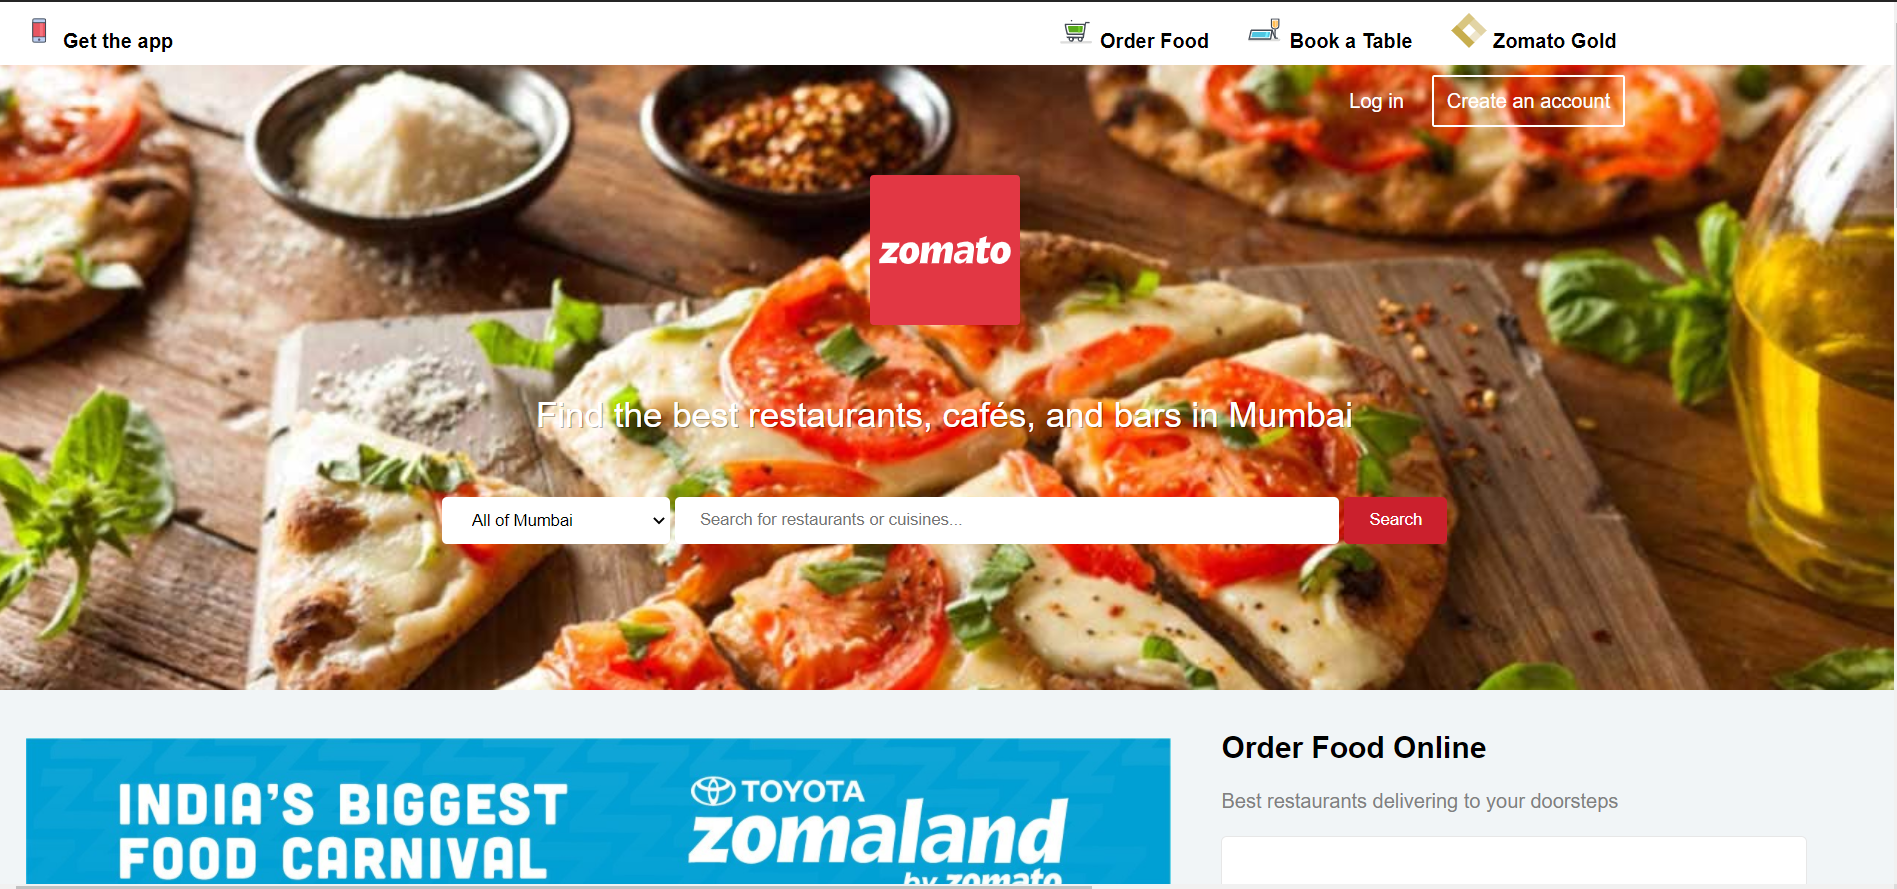 Get the app
Order Food
Book a Table
Zomato Gold
Log in
Create an account
zomato
Find the best restaurants, cafés, and bars in Mumbai
All of Mumbai
Search for restaurants or cuisines...
Search
INDIA'S BIGGEST
FOOD CARNIVAL
TOYOTA
zomaland
by zomato
Order Food Online
Best restaurants delivering to your doorsteps